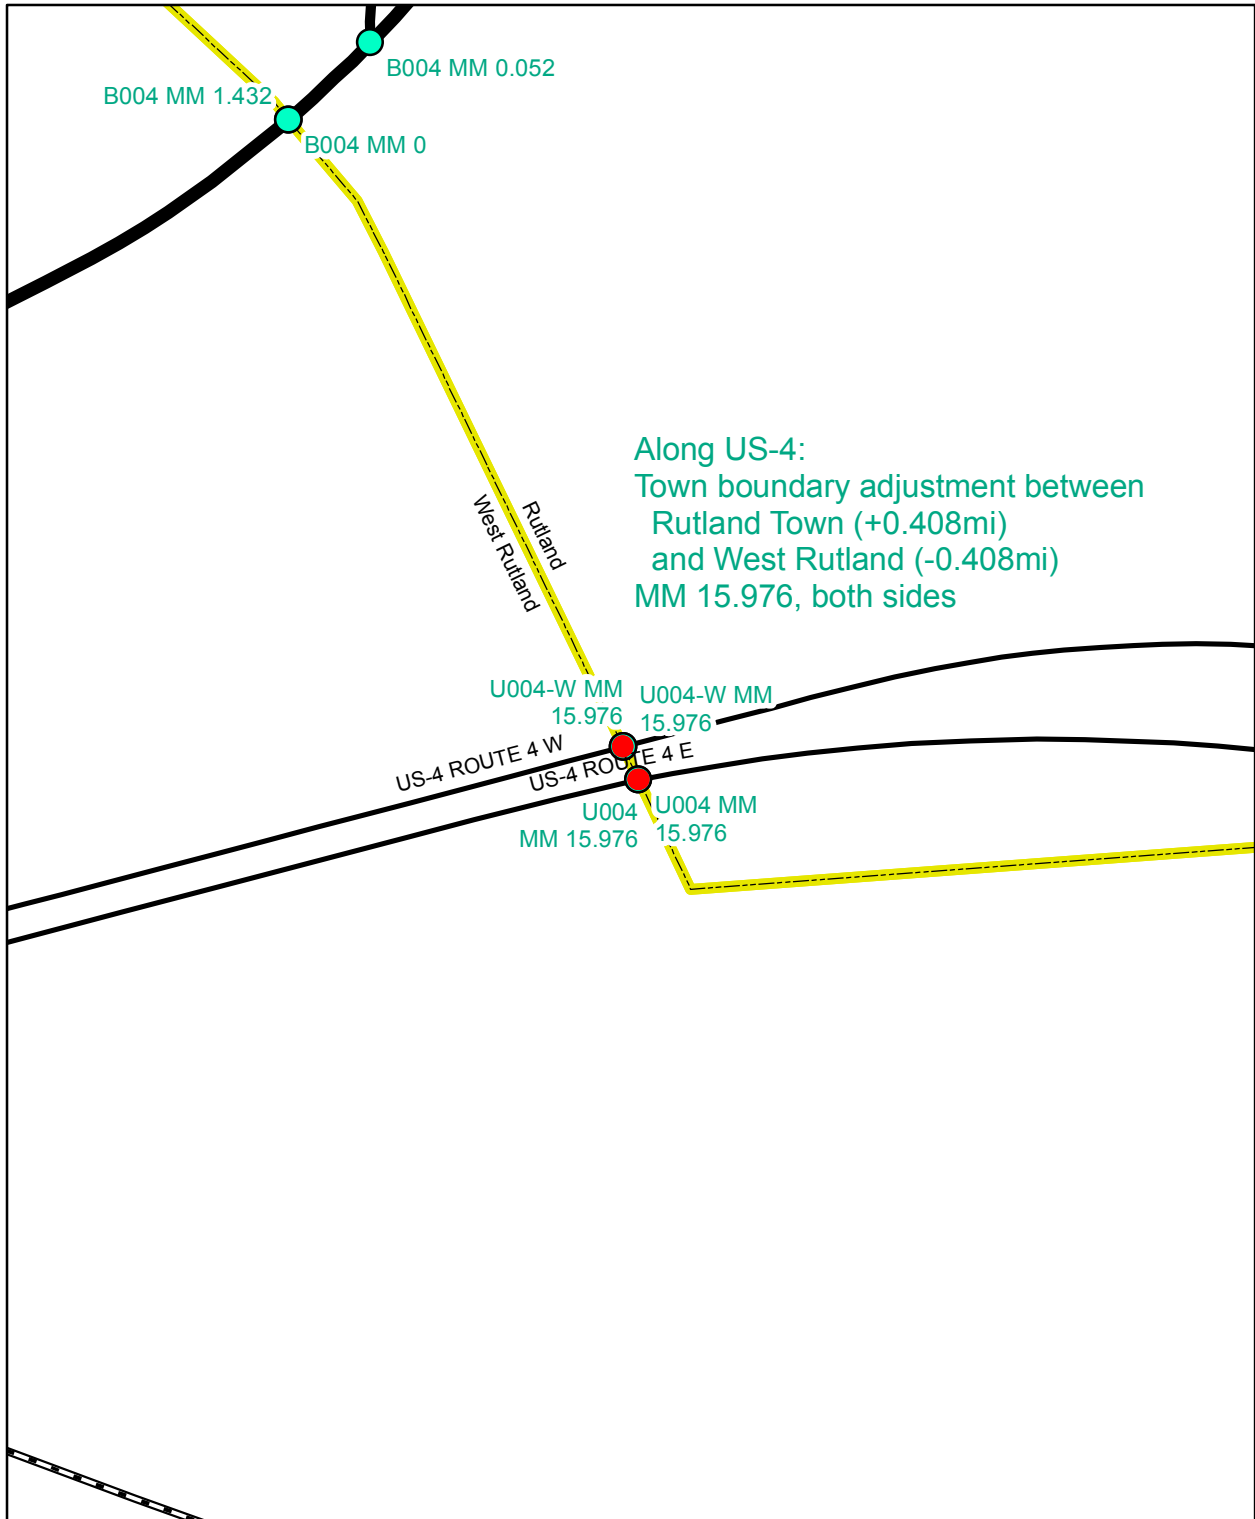 B004 MM 0.052
B004 MM 1.432
B004 MM 0
Along US-4:
Town boundary adjustment between
Rutland Town (+0.408mi)
and West Rutland (-0.408mi)
MM 15.976, both sides
Rutland
West Rutland
U004-W MM
15.976
U004-W MM
15.976
US-4 ROUTE 4 W
US-4 ROUTE 4 E
U004
MM 15.976
U004 MM
15.976